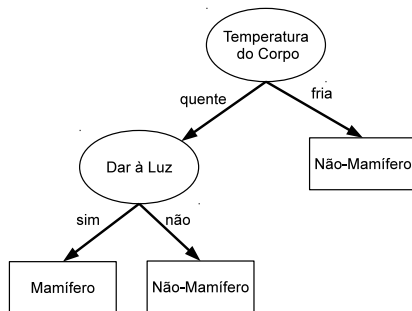 Temperatura
do Corpo
quente
fria
Dar à Luz
Não-Mamífero
sim
não
Mamífero
Não-Mamífero